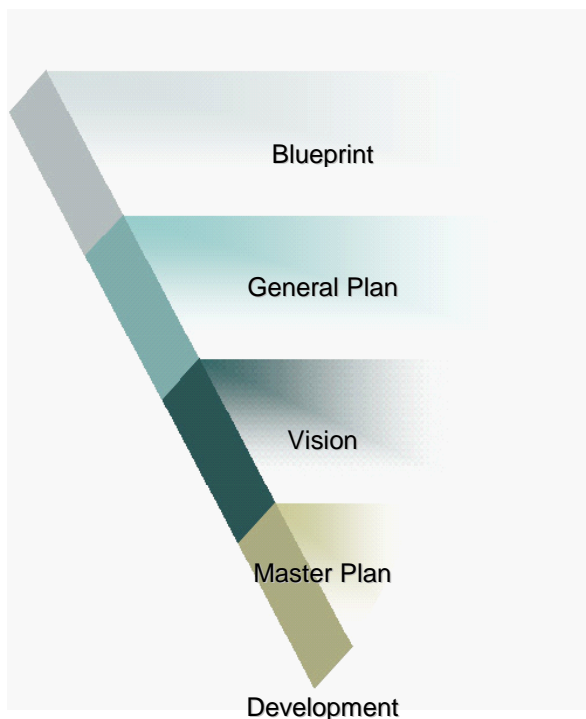 Blueprint
General Plan
Vision
Master Plan
Development